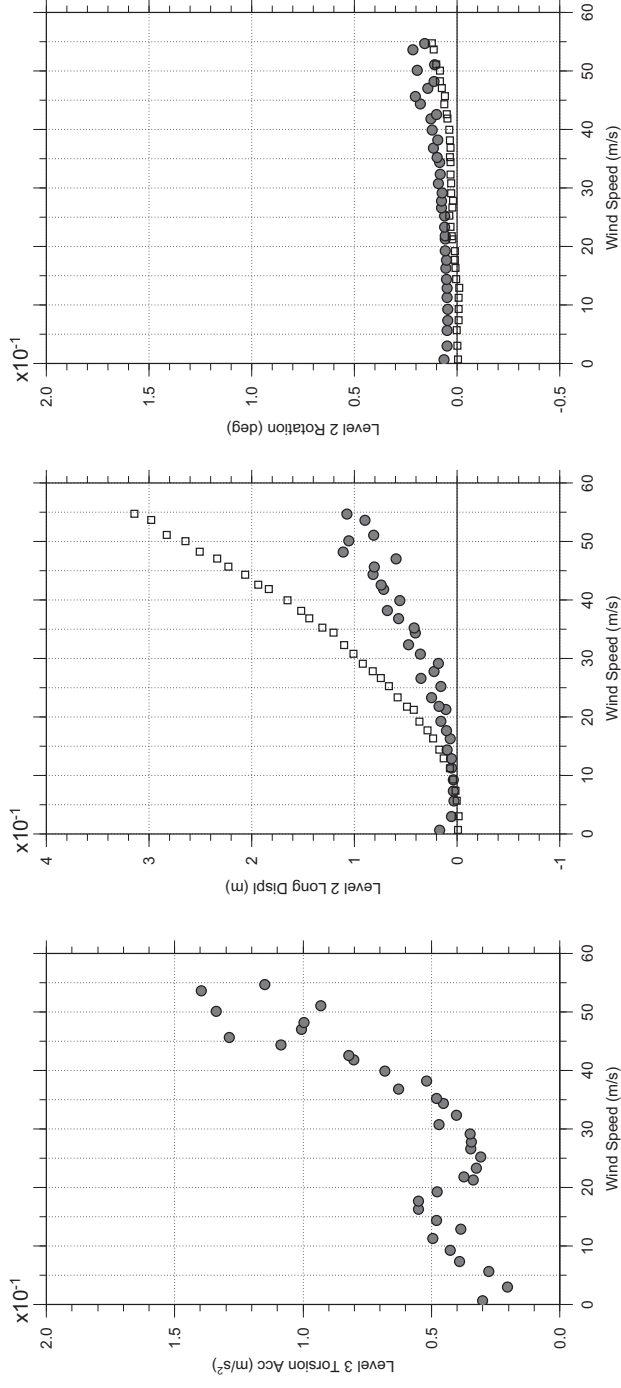 x10-1
2.0
1.5
1.0
0.5
0.0
Level 3 Torsion Acc (m/s²)
0 10 20 30 40 50 60
Wind Speed (m/s)
x10-1
4
3
2
1
0
-1
Level 2 Long Displ (m)
0 10 20 30 40 50 60
Wind Speed (m/s)
x10-1
2.0
1.5
1.0
0.5
0.0
-0.5
Level 2 Rotation (deg)
0 10 20 30 40 50 60
Wind Speed (m/s)